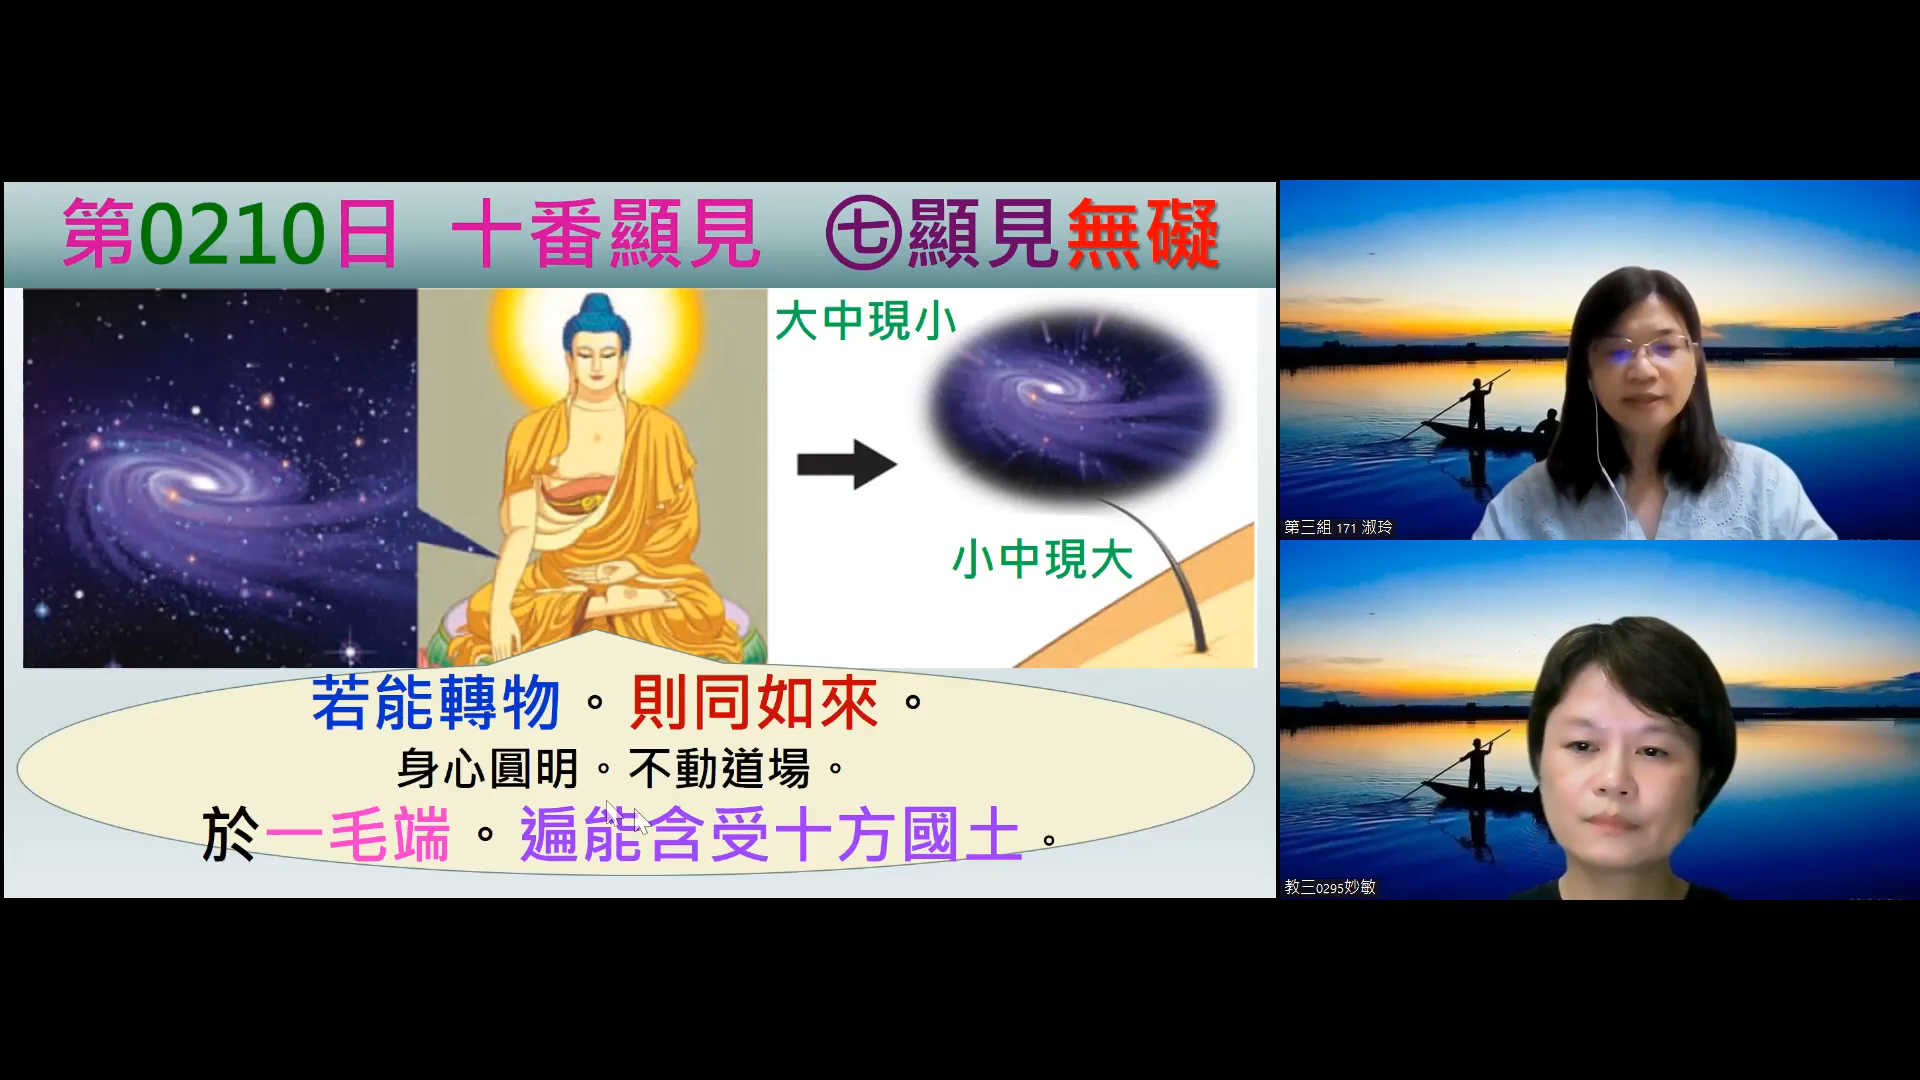 第0210日 十番顯見 ㊆顯見無礙
大中現小
小中現大
若能轉物。則同如來。
身心圓明。不動道場。
於一毛端。遍能含受十方國土。
第三組 171 淑玲
教三0295妙敏